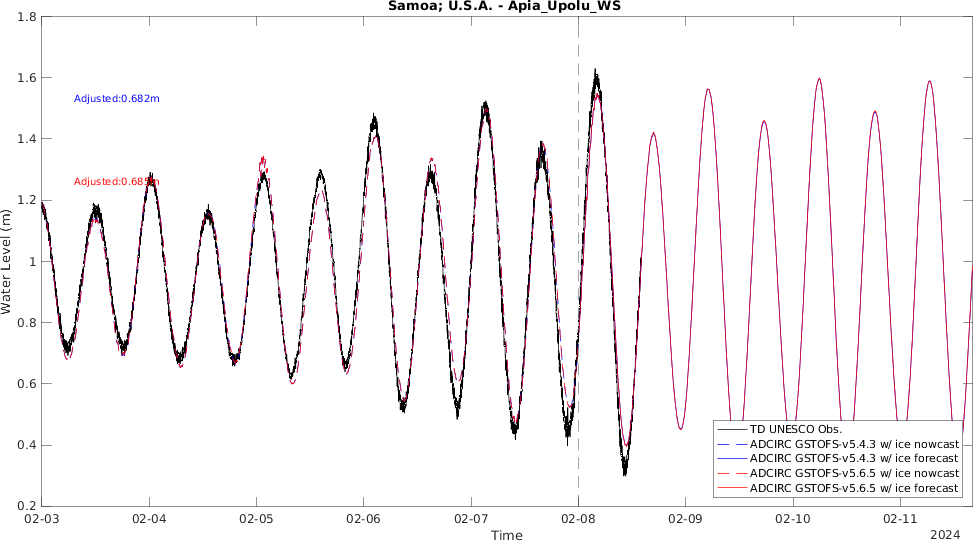 Samoa; U.S.A. - Apia_Upolu_WS
1.8
1.6
1.4
1.2
1
0.8
0.6
0.4
0.2
Water Level (m)
Adjusted:0.682m
Adjusted:0.685m
TD UNESCO Obs.
ADCIRC GSTOFS-v5.4.3 w/ ice nowcast
ADCIRC GSTOFS-v5.4.3 w/ ice forecast
ADCIRC GSTOFS-v5.6.5 w/ ice nowcast
ADCIRC GSTOFS-v5.6.5 w/ ice forecast
02-03 02-04 02-05 02-06 02-07 02-08 02-09 02-10 02-11
Time
2024